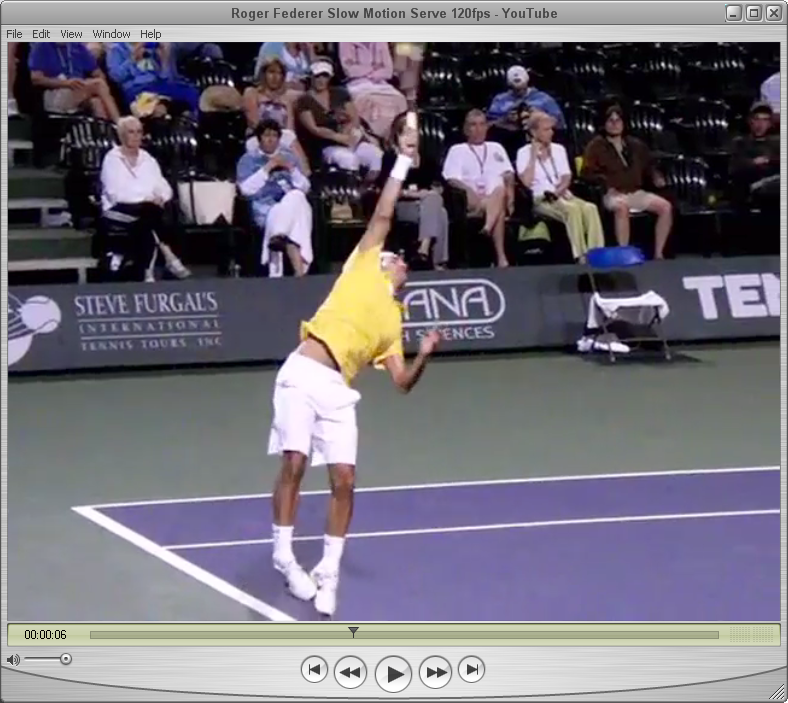 Roger Federer Slow Motion Serve 120fps - YouTube
File Edit View Window Help
STEVE FURGAL'S
INTERNATIONAL
TENNIS TOURS, INC
ANA
SCIENCES
TE
00:00:06